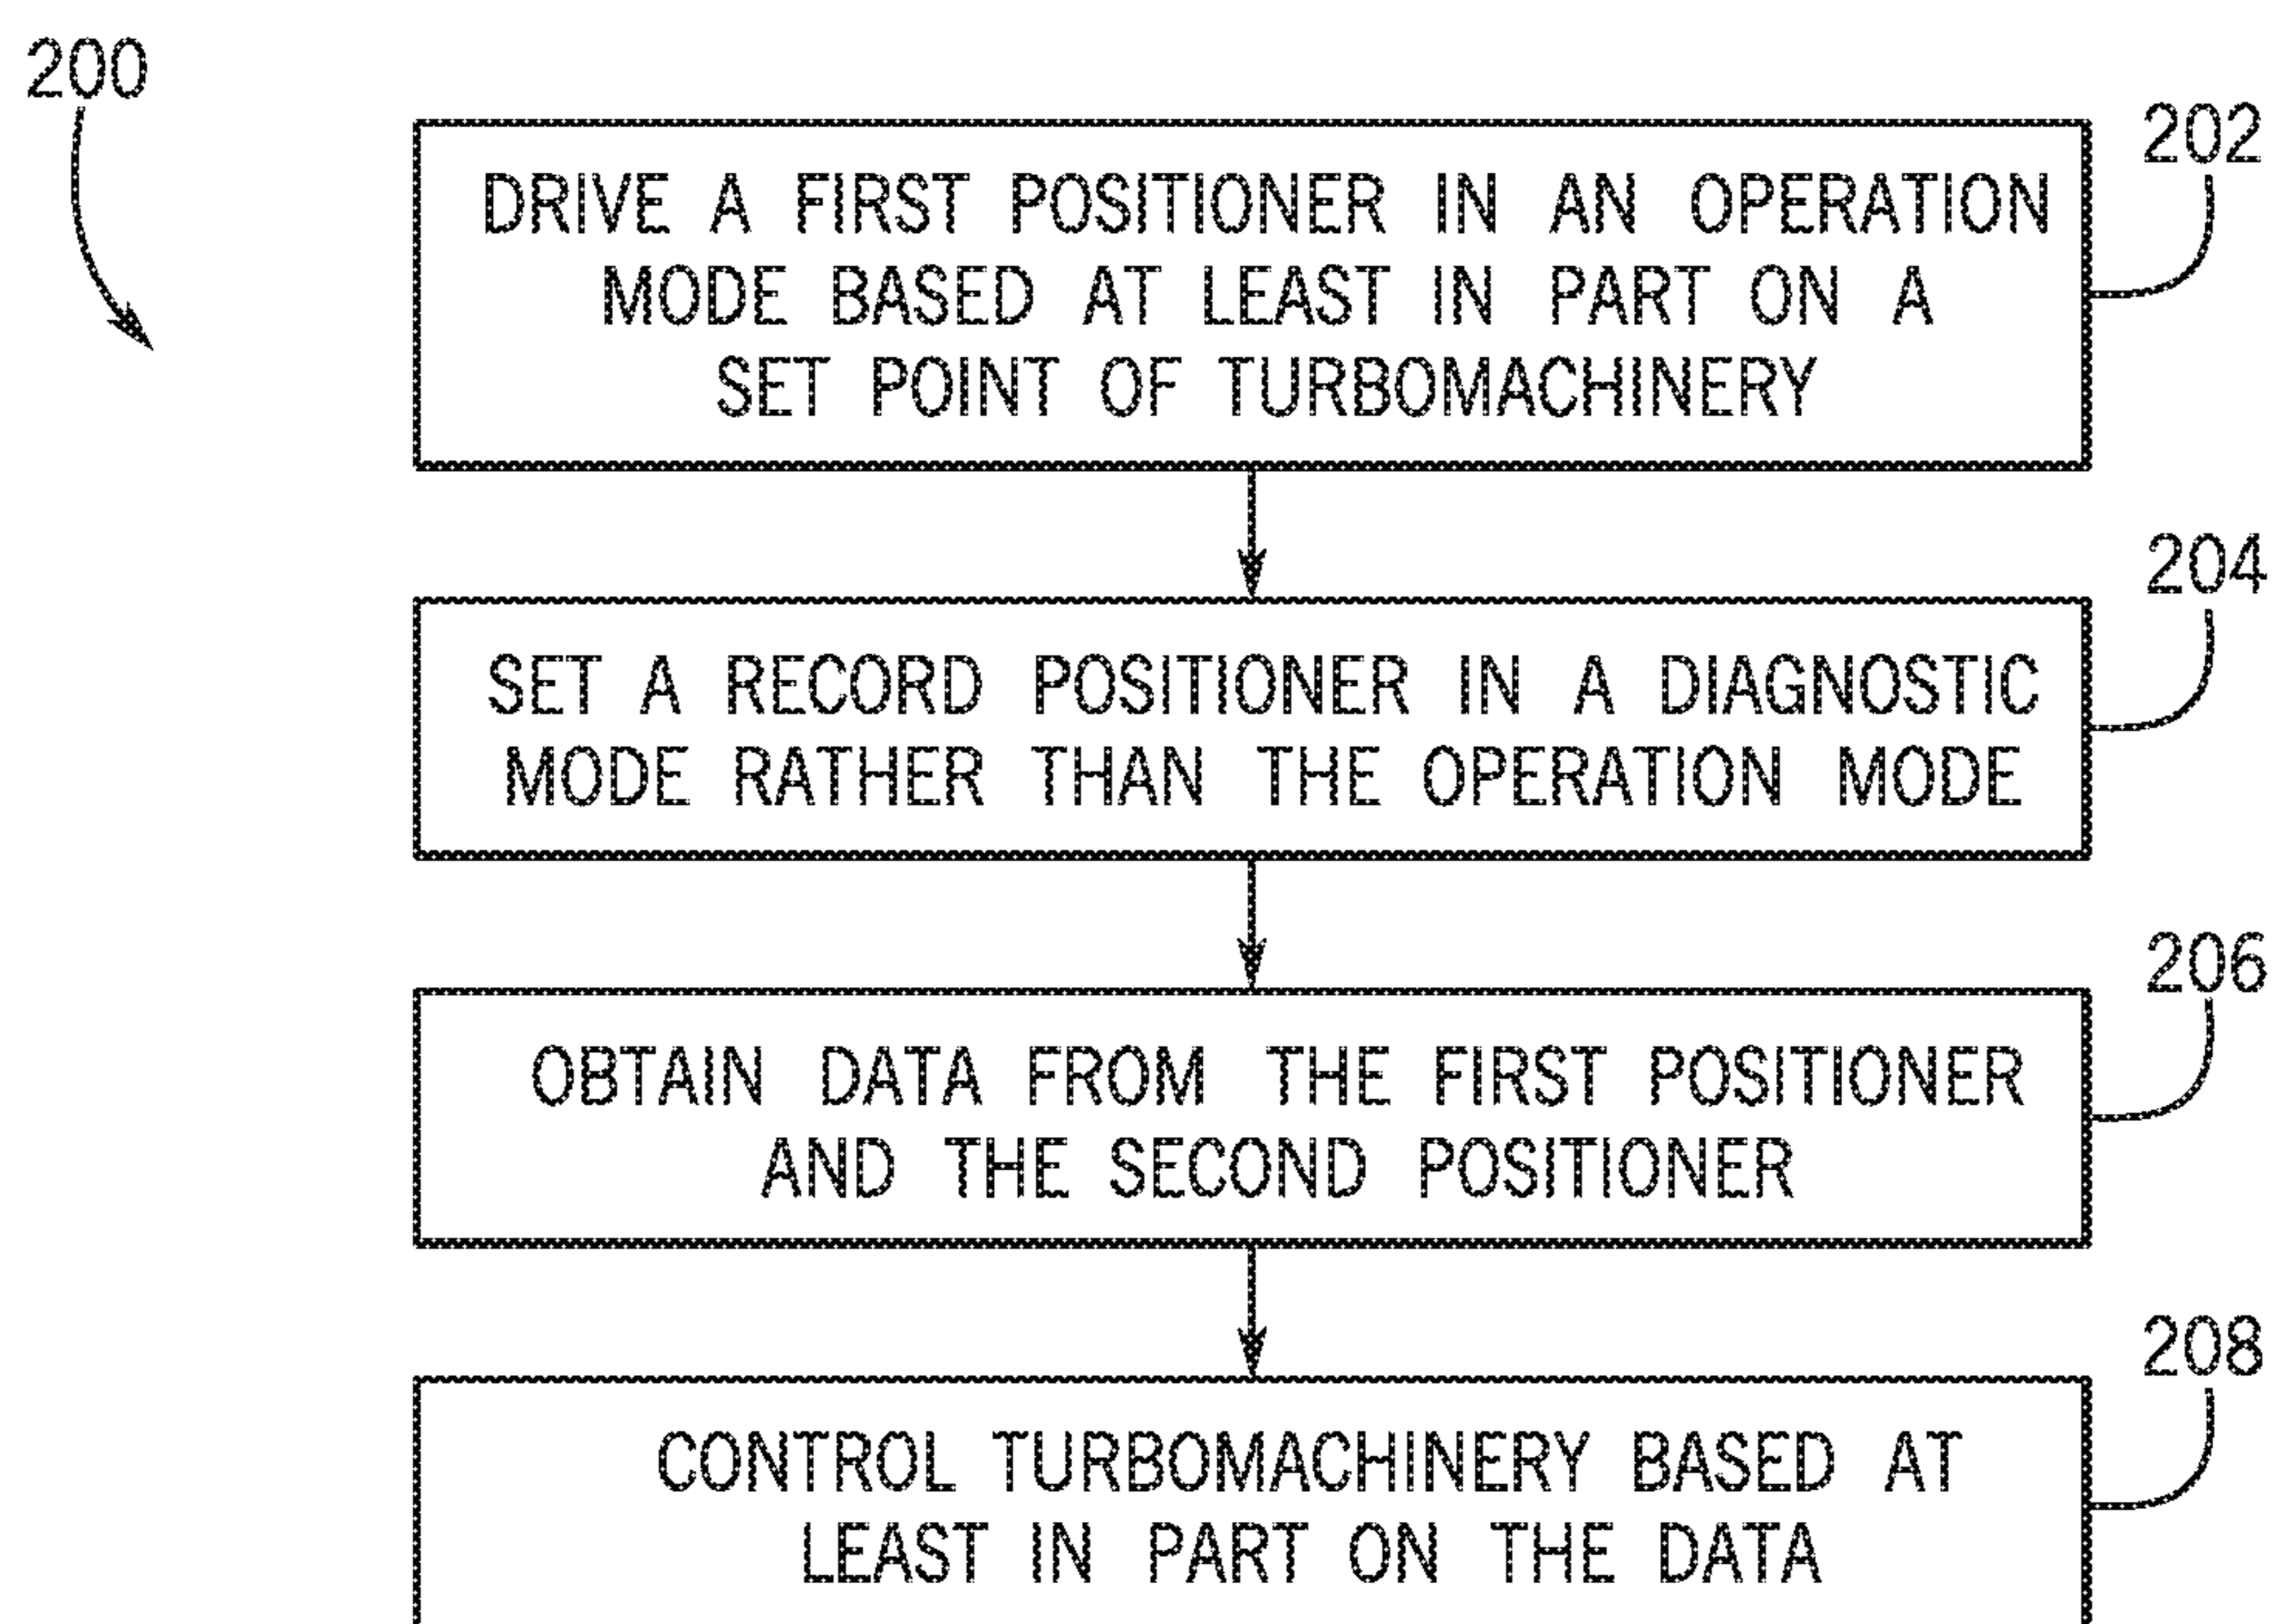 200
202
DRIVE A FIRST POSITIONER IN AN OPERATION
MODE BASED AT LEAST IN PART ON A
SET POINT OF TURBOMACHINERY
204
SET A RECORD POSITIONER IN A DIAGNOSTIC
MODE RATHER THAN THE OPERATION MODE
206
OBTAIN DATA FROM THE FIRST POSITIONER
AND THE SECOND POSITIONER
208
CONTROL TURBOMACHINERY BASED AT
LEAST IN PART ON THE DATA